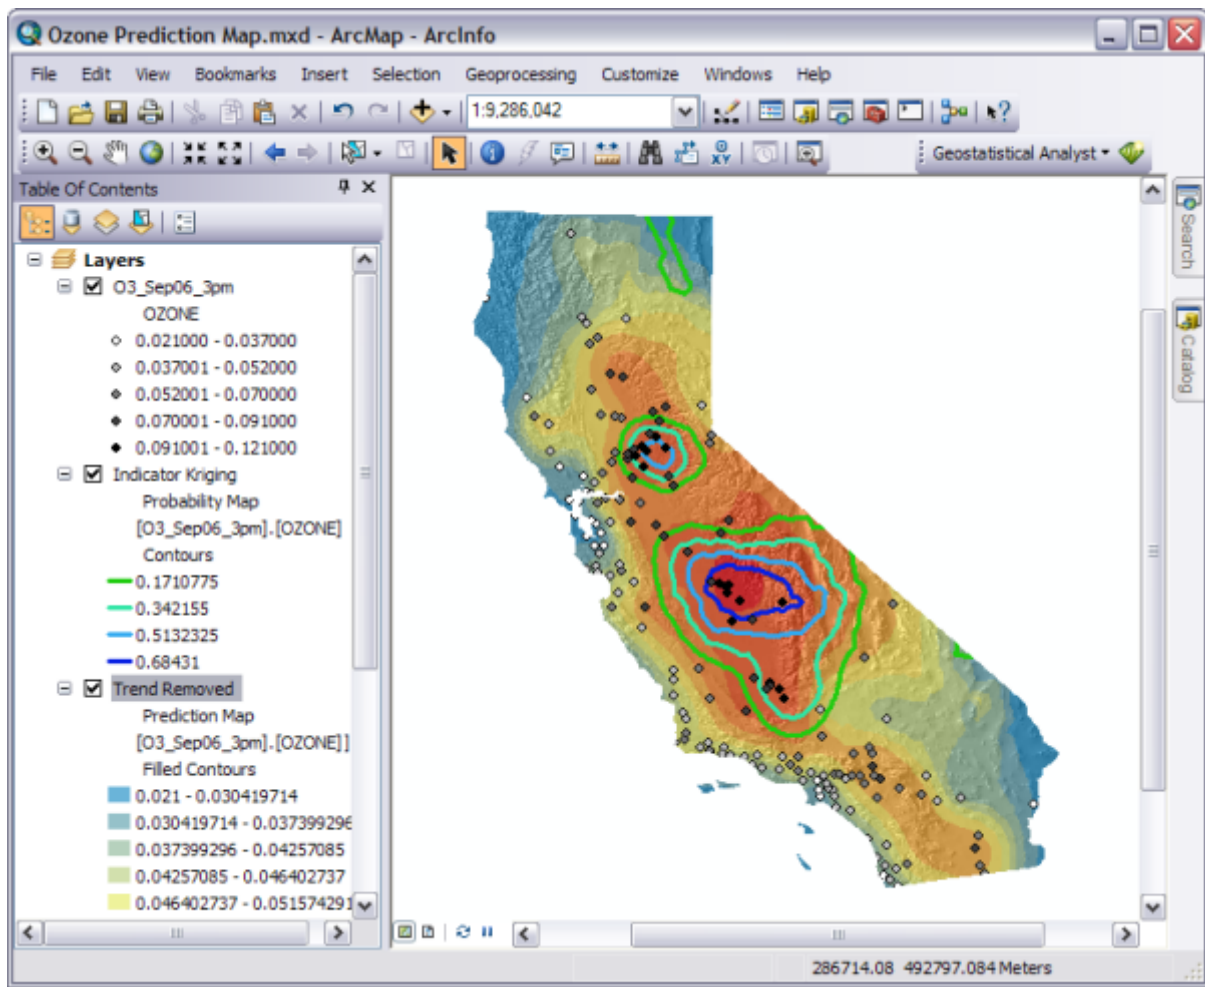 Ozone Prediction Map.mxd - ArcMap - ArcInfo
File Edit View Bookmarks Insert Selection Geoprocessing Customize Windows Help
1:9,286,042
XY
Geostatistical Analyst
Table Of Contents
Layers
O3_Sep06_3pm
OZONE
0.021000 - 0.037000
0.037001 - 0.052000
0.052001 - 0.070000
0.070001 - 0.091000
0.091001 - 0.121000
Indicator Kriging
Probability Map
[O3_Sep06_3pm].[OZONE]
Contours
0.1710775
0.342155
0.5132325
0.68431
Trend Removed
Prediction Map
[O3_Sep06_3pm].[OZONE]]
Filled Contours
0.021 - 0.030419714
0.030419714 - 0.037399296
0.037399296 - 0.04257085
0.04257085 - 0.046402737
0.046402737 - 0.051574291
Search
Catalog
286714.08 492797.084 Meters